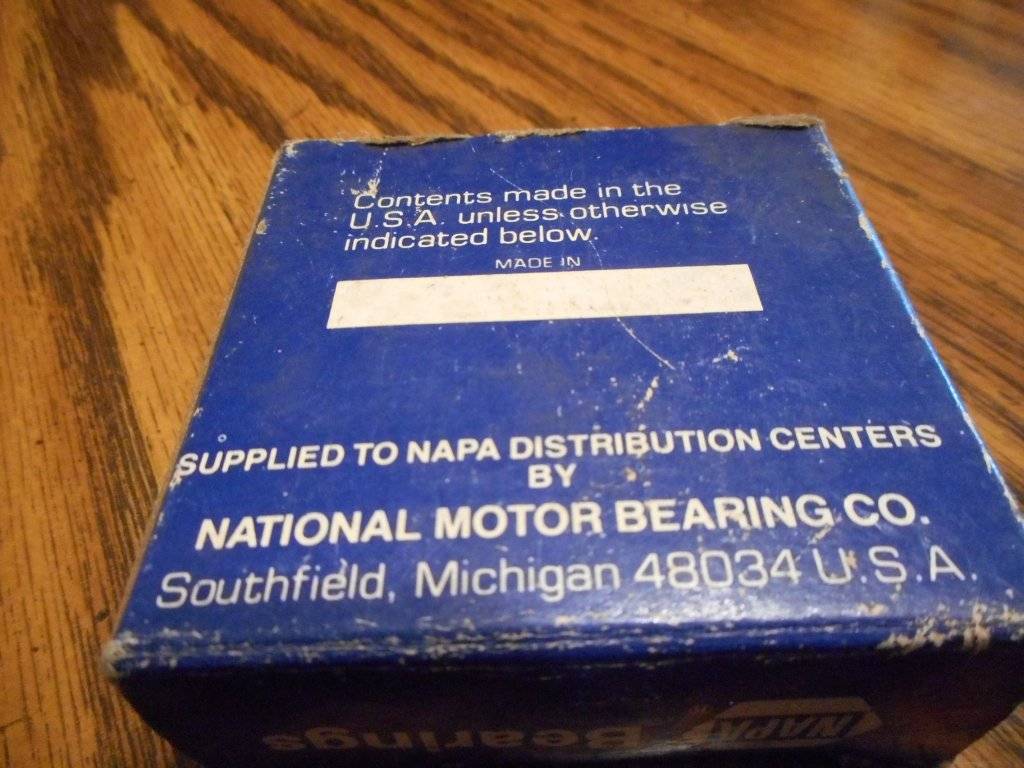 Contents made in the
U.S.A. unless otherwise
indicated below.
MADE IN
SUPPLIED TO NAPA DISTRIBUTION CENTERS
BY
NATIONAL MOTOR BEARING CO.
Southfield, Michigan 48034 U.S.A.
NAPA Bearings